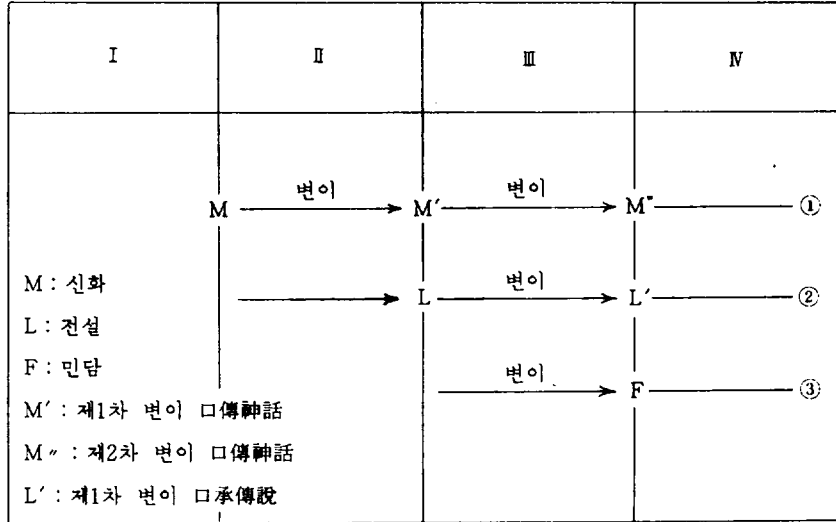 Ⅰ Ⅱ Ⅲ Ⅳ
변이 변이
M M′ M″ ①
변이
L L′ ②
변이
F ③
M : 신화
L : 전설
F : 민담
M′ : 제1차 변이 口傳神話
M〃 : 제2차 변이 口傳神話
L′ : 제1차 변이 口承傳說